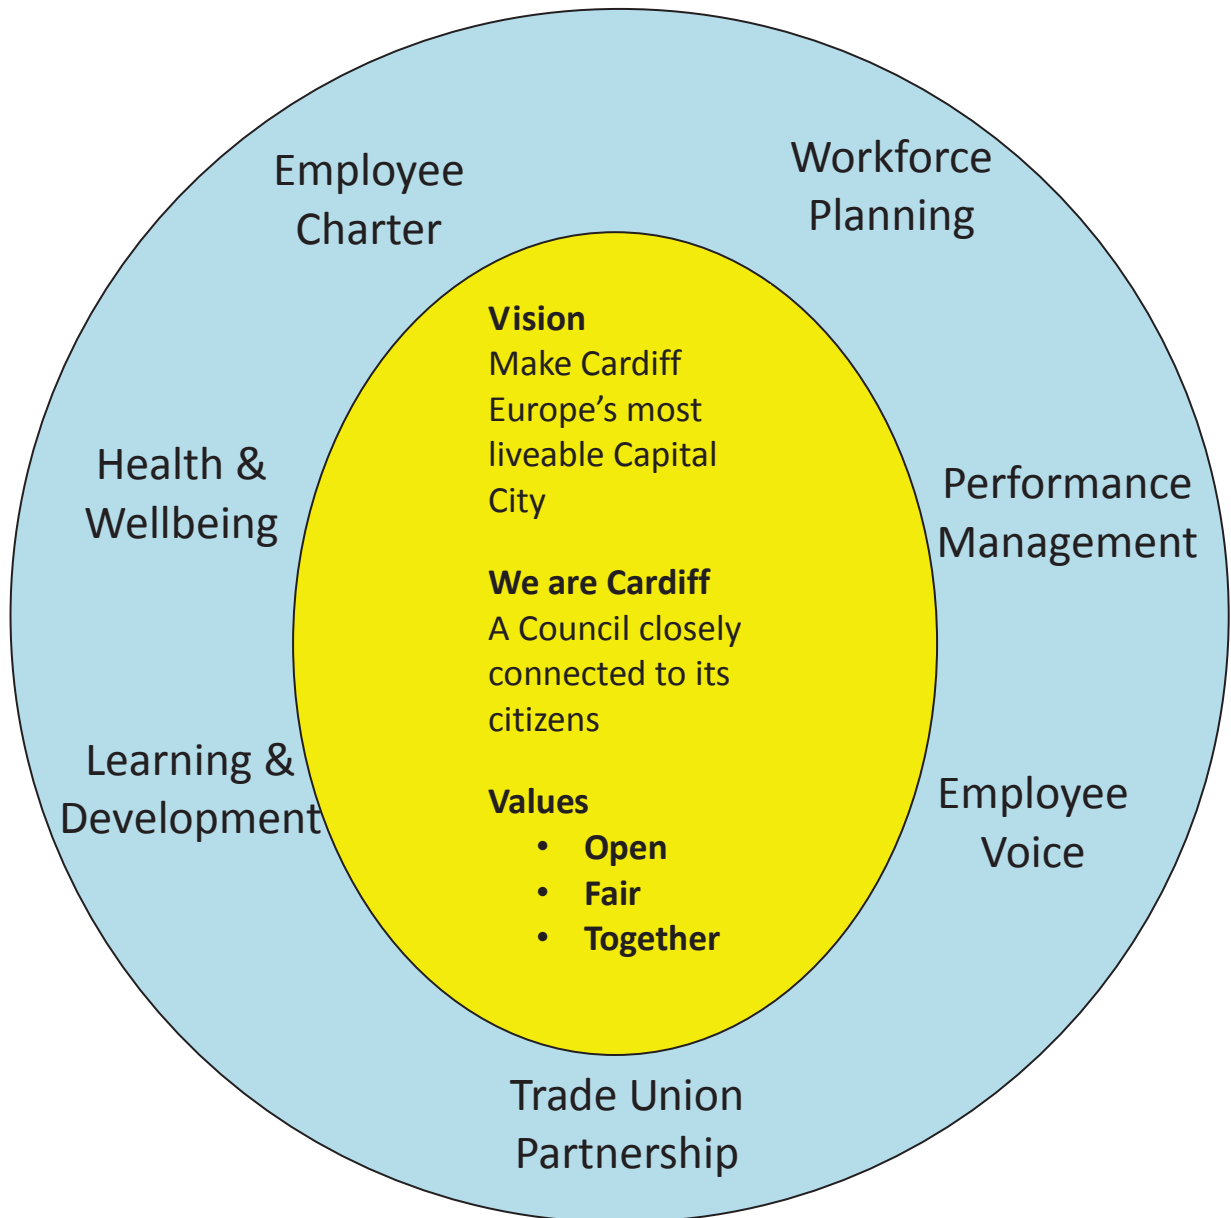 Employee
Charter
Workforce
Planning
Vision
Make Cardiff
Europe’s most
liveable Capital
City
We are Cardiff
A Council closely
connected to its
citizens
Values
• Open
• Fair
• Together
Health &
Wellbeing
Performance
Management
Learning &
Development
Employee
Voice
Trade Union
Partnership